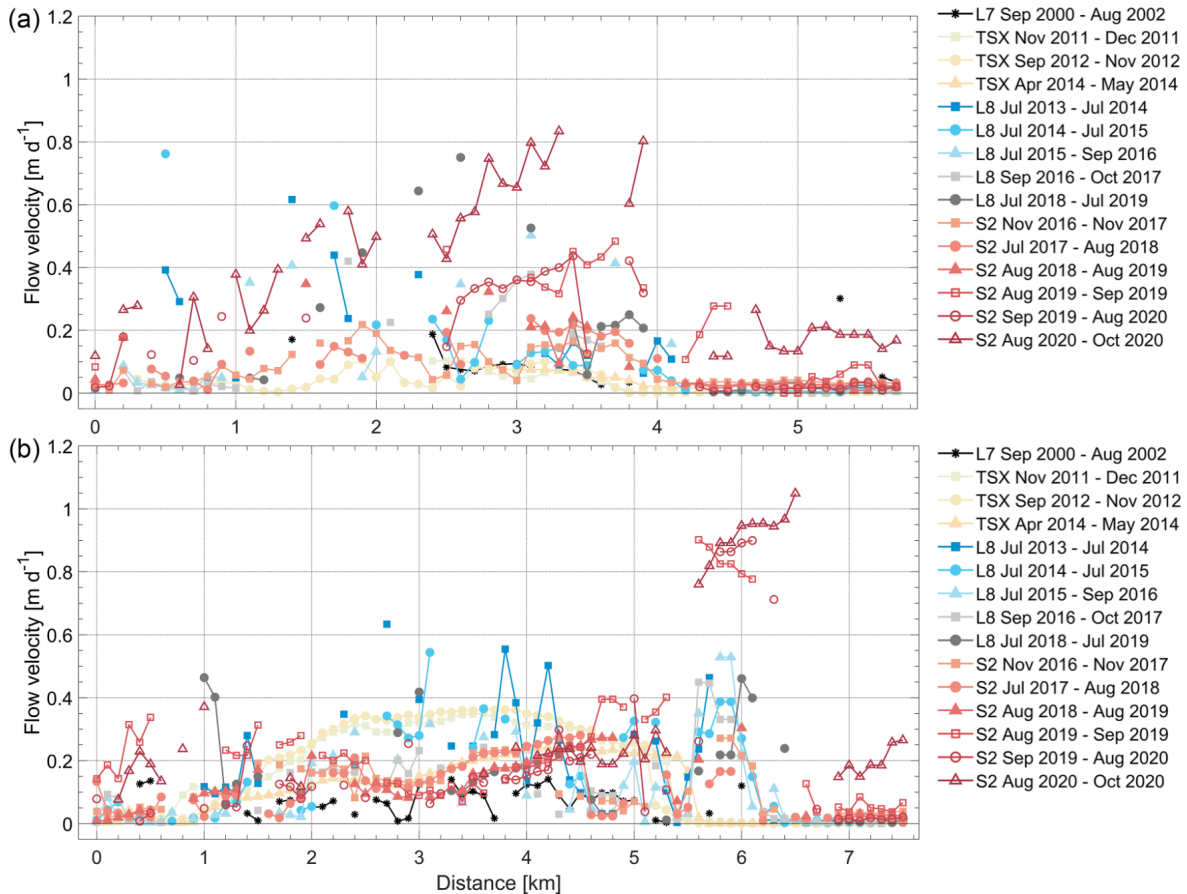 (a)
Flow velocity [m d⁻¹]
1.2
1
0.8
0.6
0.4
0.2
0
0 1 2 3 4 5
L7 Sep 2000 - Aug 2002
TSX Nov 2011 - Dec 2011
TSX Sep 2012 - Nov 2012
TSX Apr 2014 - May 2014
L8 Jul 2013 - Jul 2014
L8 Jul 2014 - Jul 2015
L8 Jul 2015 - Sep 2016
L8 Sep 2016 - Oct 2017
L8 Jul 2018 - Jul 2019
S2 Nov 2016 - Nov 2017
S2 Jul 2017 - Aug 2018
S2 Aug 2018 - Aug 2019
S2 Aug 2019 - Sep 2019
S2 Sep 2019 - Aug 2020
S2 Aug 2020 - Oct 2020
(b)
Flow velocity [m d⁻¹]
1.2
1
0.8
0.6
0.4
0.2
0
0 1 2 3 4 5 6 7
Distance [km]
L7 Sep 2000 - Aug 2002
TSX Nov 2011 - Dec 2011
TSX Sep 2012 - Nov 2012
TSX Apr 2014 - May 2014
L8 Jul 2013 - Jul 2014
L8 Jul 2014 - Jul 2015
L8 Jul 2015 - Sep 2016
L8 Sep 2016 - Oct 2017
L8 Jul 2018 - Jul 2019
S2 Nov 2016 - Nov 2017
S2 Jul 2017 - Aug 2018
S2 Aug 2018 - Aug 2019
S2 Aug 2019 - Sep 2019
S2 Sep 2019 - Aug 2020
S2 Aug 2020 - Oct 2020